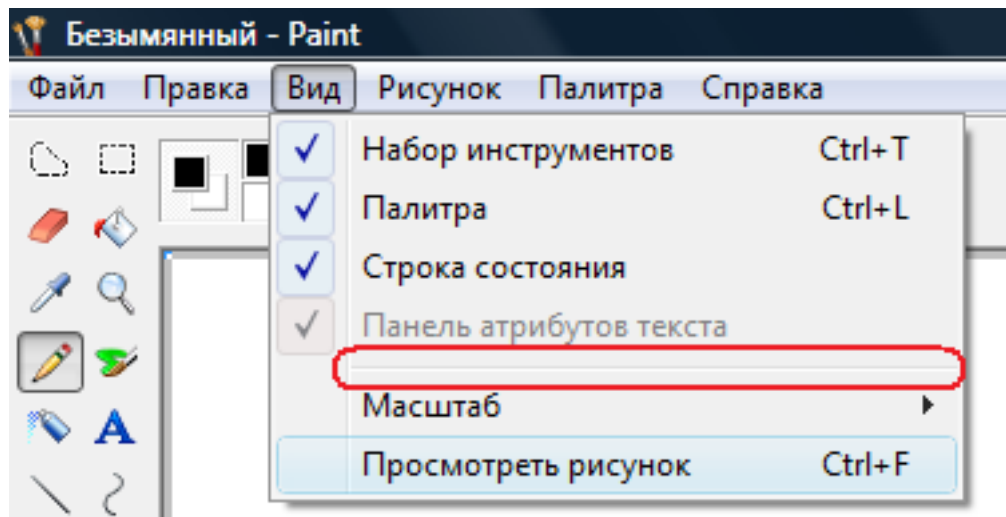 Безымянный - Paint
Файл Правка Вид Рисунок Палитра Справка
Набор инструментов Ctrl+T
Палитра Ctrl+L
Строка состояния
Панель атрибутов текста
Масштаб
Просмотреть рисунок Ctrl+F
A